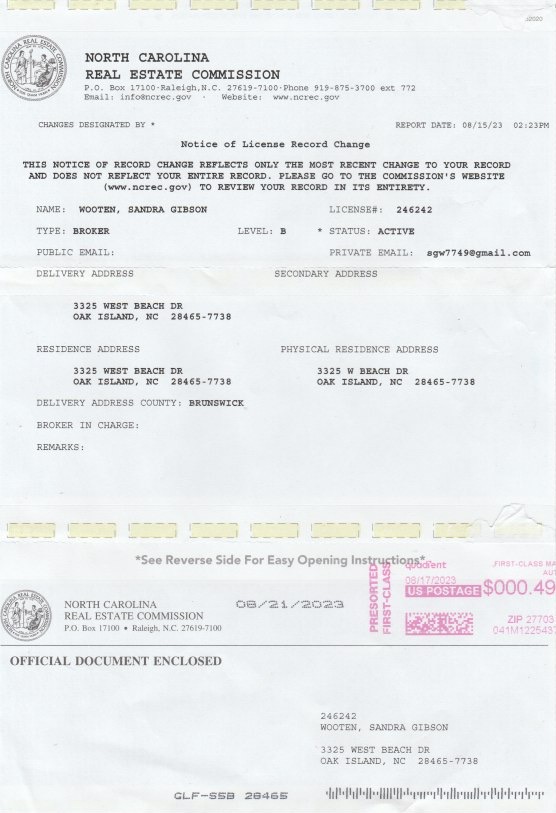 s2020
NORTH CAROLINA
REAL ESTATE COMMISSION
P.O. Box 17100·Raleigh,N.C. 27619-7100·Phone 919-875-3700 ext 772
Email: info@ncrec.gov · Website: www.ncrec.gov
CHANGES DESIGNATED BY * REPORT DATE: 08/15/23 02:23PM
Notice of License Record Change
THIS NOTICE OF RECORD CHANGE REFLECTS ONLY THE MOST RECENT CHANGE TO YOUR RECORD
AND DOES NOT REFLECT YOUR ENTIRE RECORD. PLEASE GO TO THE COMMISSION'S WEBSITE
(www.ncrec.gov) TO REVIEW YOUR RECORD IN ITS ENTIRETY.
NAME: WOOTEN, SANDRA GIBSON LICENSE#: 246242
TYPE: BROKER LEVEL: B * STATUS: ACTIVE
PUBLIC EMAIL: PRIVATE EMAIL: sgw7749@gmail.com
DELIVERY ADDRESS SECONDARY ADDRESS
3325 WEST BEACH DR
OAK ISLAND, NC 28465-7738
RESIDENCE ADDRESS PHYSICAL RESIDENCE ADDRESS
3325 WEST BEACH DR 3325 W BEACH DR
OAK ISLAND, NC 28465-7738 OAK ISLAND, NC 28465-7738
DELIVERY ADDRESS COUNTY: BRUNSWICK
BROKER IN CHARGE:
REMARKS:
*See Reverse Side For Easy Opening Instructions*
PRESORTED
FIRST-CLASS
quadient FIRST-CLASS MA
AUT
08/17/2023
US POSTAGE $000.49
ZIP 27703
041M1122543
NORTH CAROLINA 08/21/2023
REAL ESTATE COMMISSION
P.O. Box 17100 • Raleigh, N.C. 27619-7100
OFFICIAL DOCUMENT ENCLOSED
246242
WOOTEN, SANDRA GIBSON
3325 WEST BEACH DR
OAK ISLAND, NC 28465-7738
GLF-SSB 28465